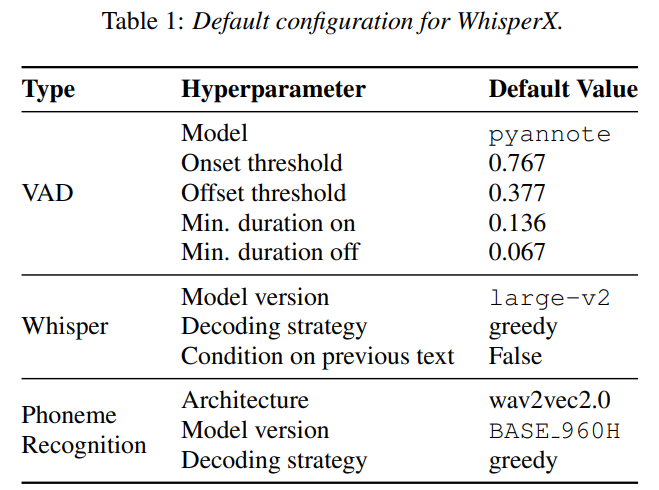 Table 1: Default configuration for WhisperX.
Type Hyperparameter Default Value
VAD
Model pyannote
Onset threshold 0.767
Offset threshold 0.377
Min. duration on 0.136
Min. duration off 0.067
Whisper
Model version large-v2
Decoding strategy greedy
Condition on previous text False
Phoneme
Recognition
Architecture wav2vec2.0
Model version BASE_960H
Decoding strategy greedy